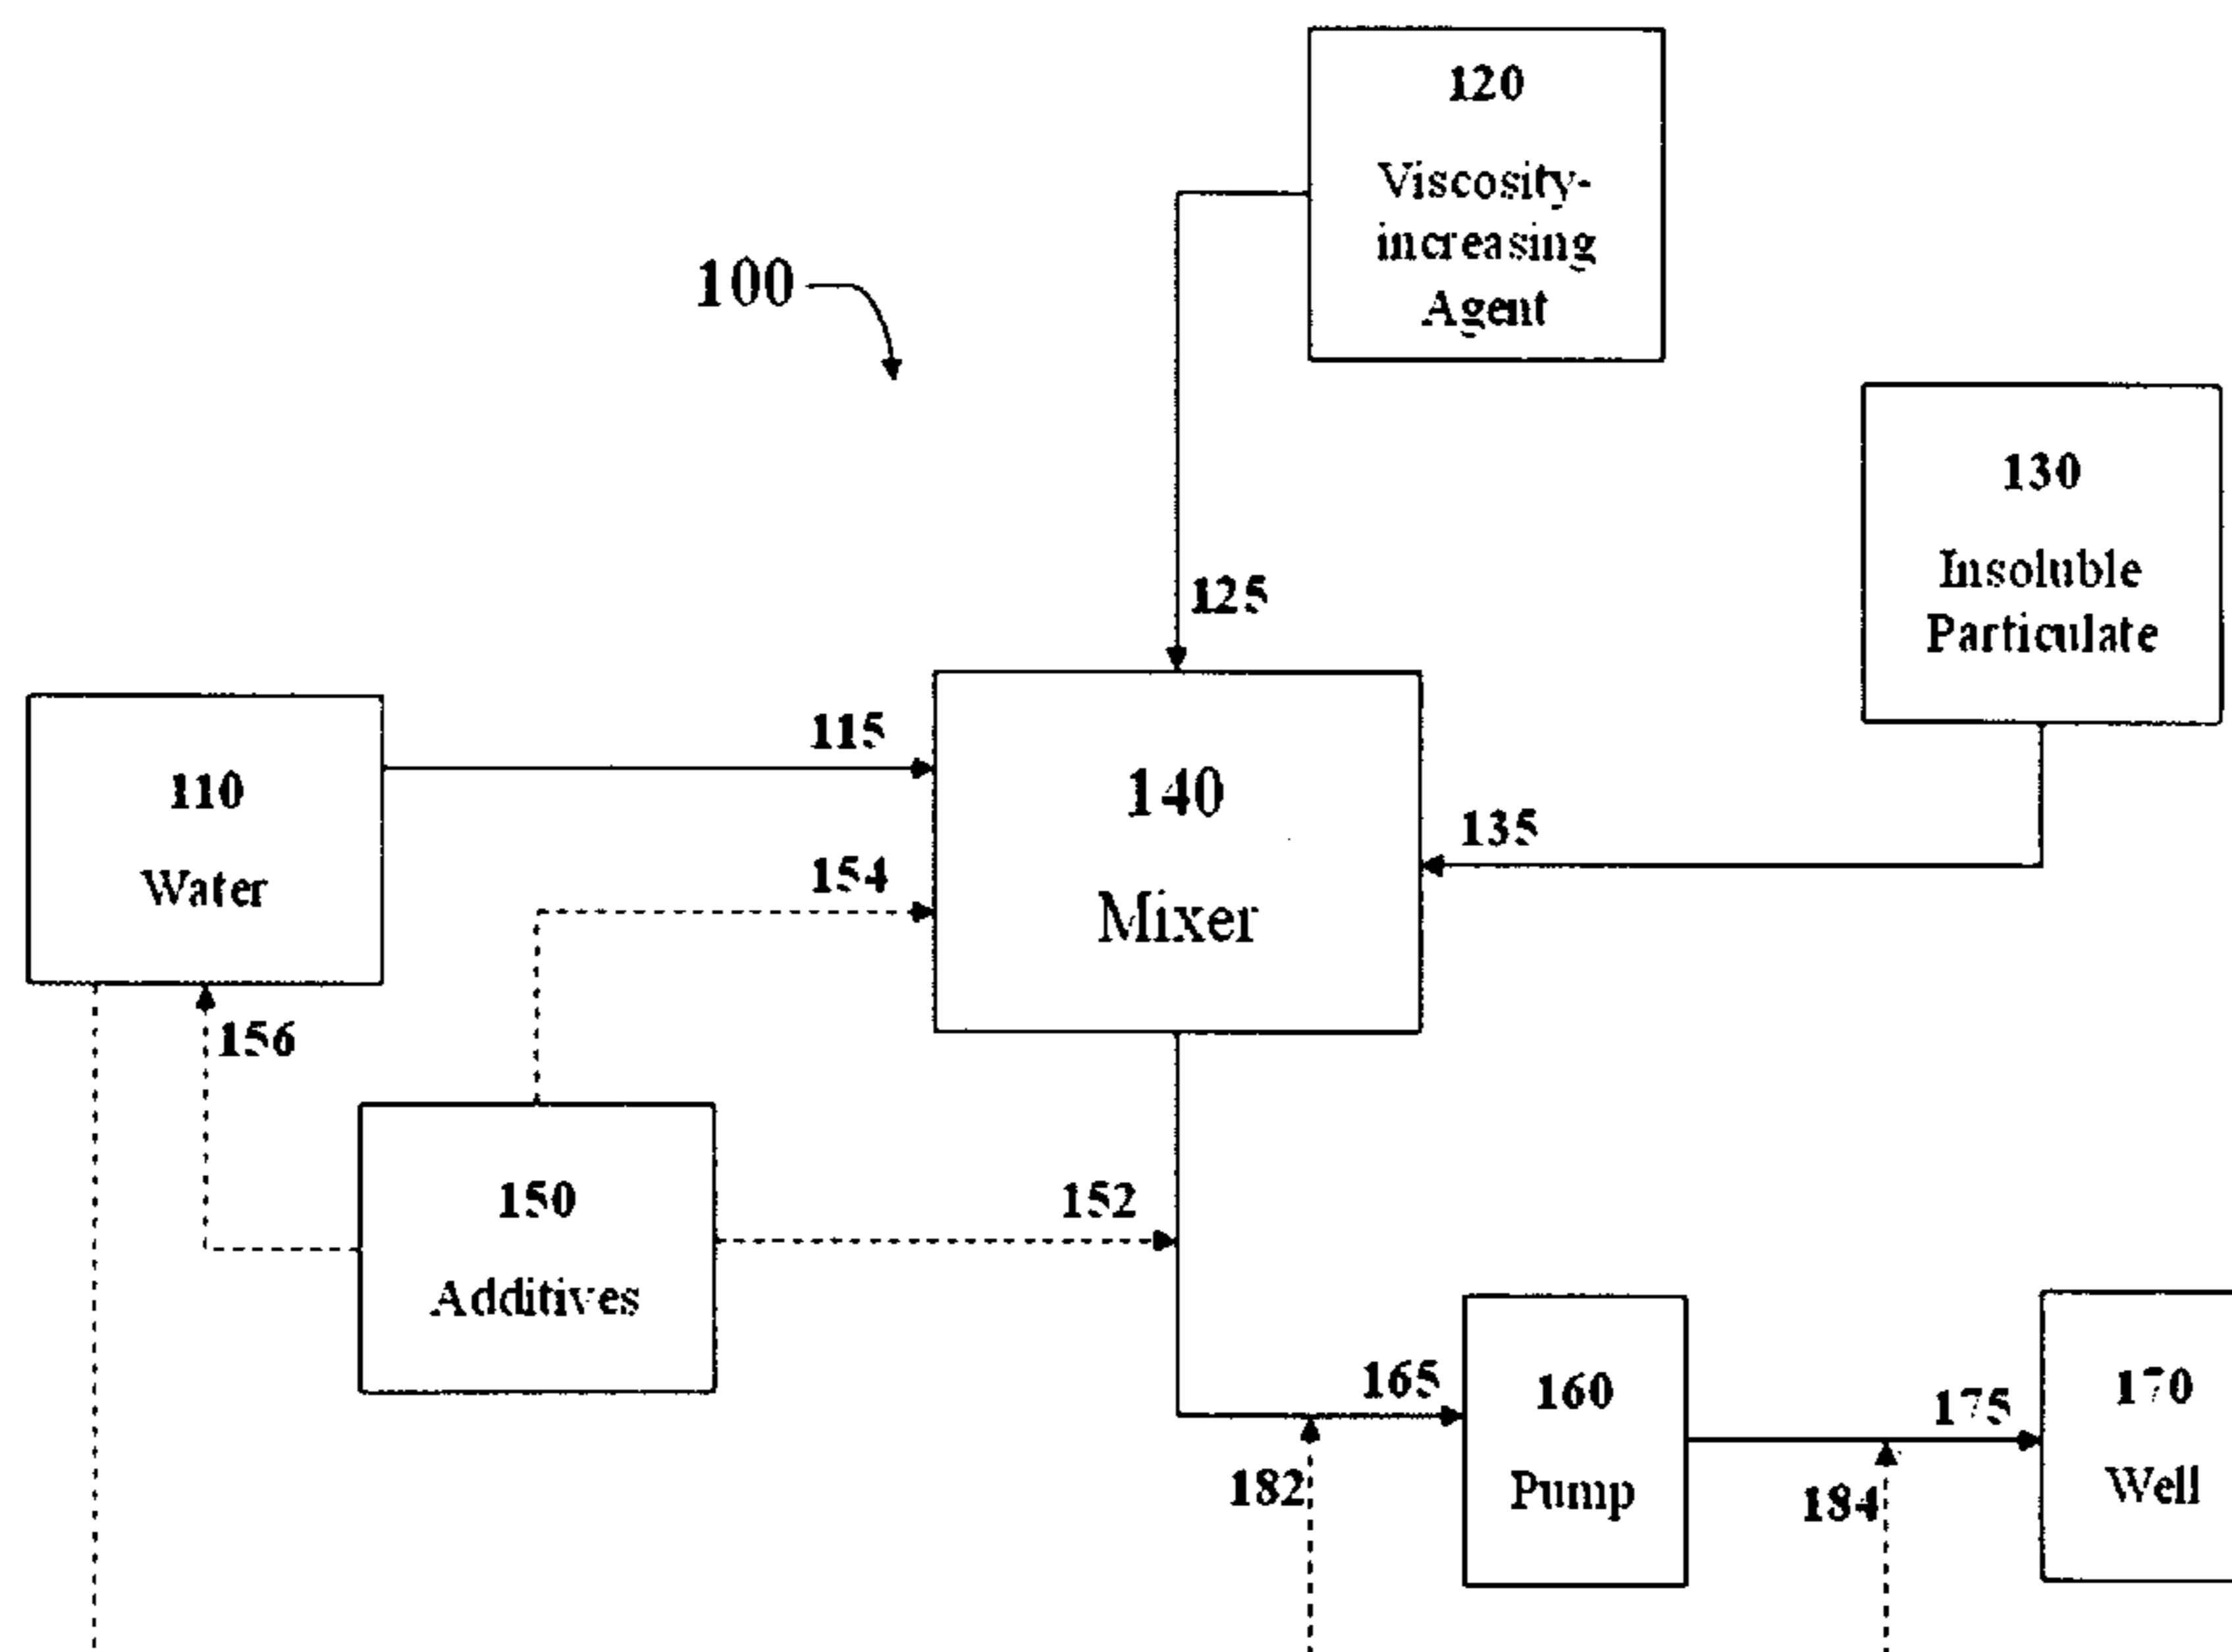 120
Viscosity-
increasing
Agent
100
130
Insoluble
Particulate
125
115
110
Water
140
Mixer
135
154
156
150
Additives
152
165
160
Pump
175
170
Well
182
184